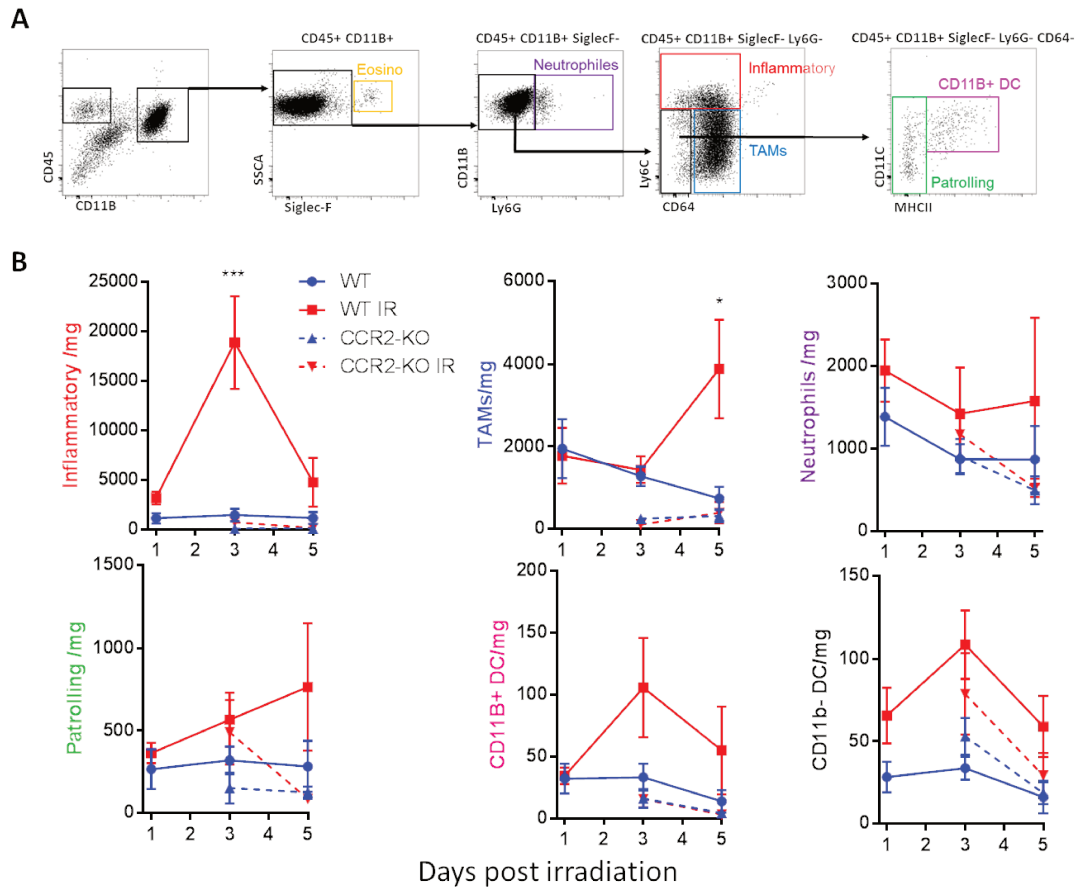 A
CD45+ CD11B+
CD45+ CD11B+ SiglecF-
CD45+ CD11B+ SiglecF- Ly6G-
CD45+ CD11B+ SiglecF- Ly6G- CD64-
Eosino
Neutrophiles
Inflammatory
TAMs
CD11B+ DC
Patrolling
CD45
CD11B
SSCA
Siglec-F
CD11B
Ly6G
Ly6C
CD64
CD11C
MHCII
B
Inflammatory /mg
25000
20000
15000
10000
5000
0
1 2 3 4 5
***
WT
WT IR
CCR2-KO
CCR2-KO IR
TAMs/mg
6000
4000
2000
0
1 2 3 4 5
*
Neutrophils /mg
3000
2000
1000
0
1 2 3 4 5
Patrolling /mg
1500
1000
500
0
1 2 3 4 5
CD11B+ DC/mg
200
150
100
50
0
1 2 3 4 5
CD11b- DC/mg
150
100
50
0
1 2 3 4 5
Days post irradiation